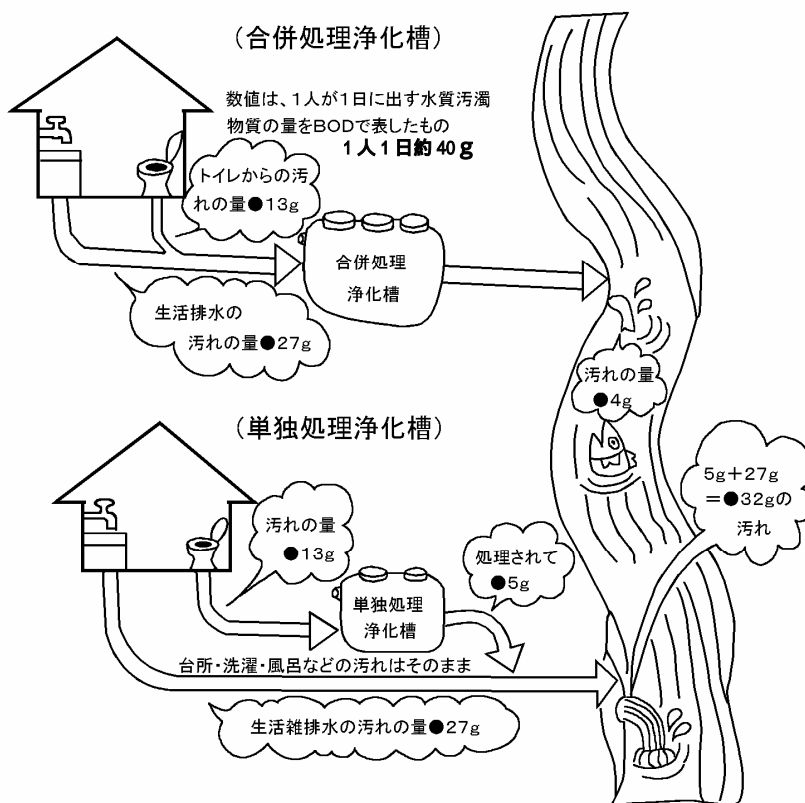 （合併処理浄化槽）
数値は、１人が１日に出す水質汚濁
物質の量をＢＯＤで表したもの
１人１日約40ｇ
トイレからの汚
れの量●13g
合併処理
浄化槽
生活排水の
汚れの量●27g
汚れの量
●4g
（単独処理浄化槽）
5g＋27g
＝●32gの
汚れ
汚れの量
●13g
処理されて
●5g
単独処理
浄化槽
台所・洗濯・風呂などの汚れはそのまま
生活雑排水の汚れの量●27g